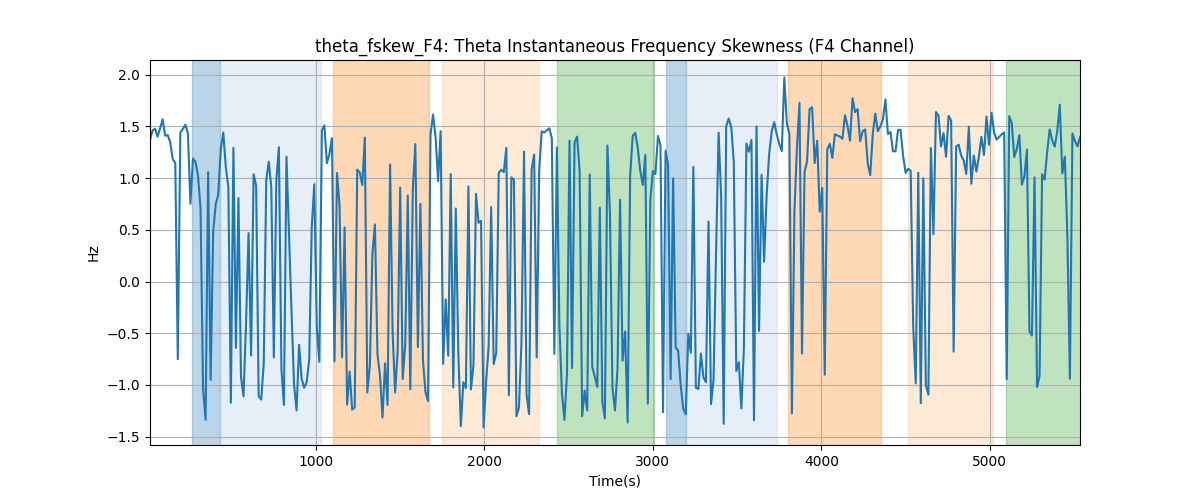 theta_fskew_F4: Theta Instantaneous Frequency Skewness (F4 Channel)
2.0
1.5
1.0
0.5
0.0
−0.5
−1.0
−1.5
Hz
1000 2000 3000 4000 5000
Time(s)